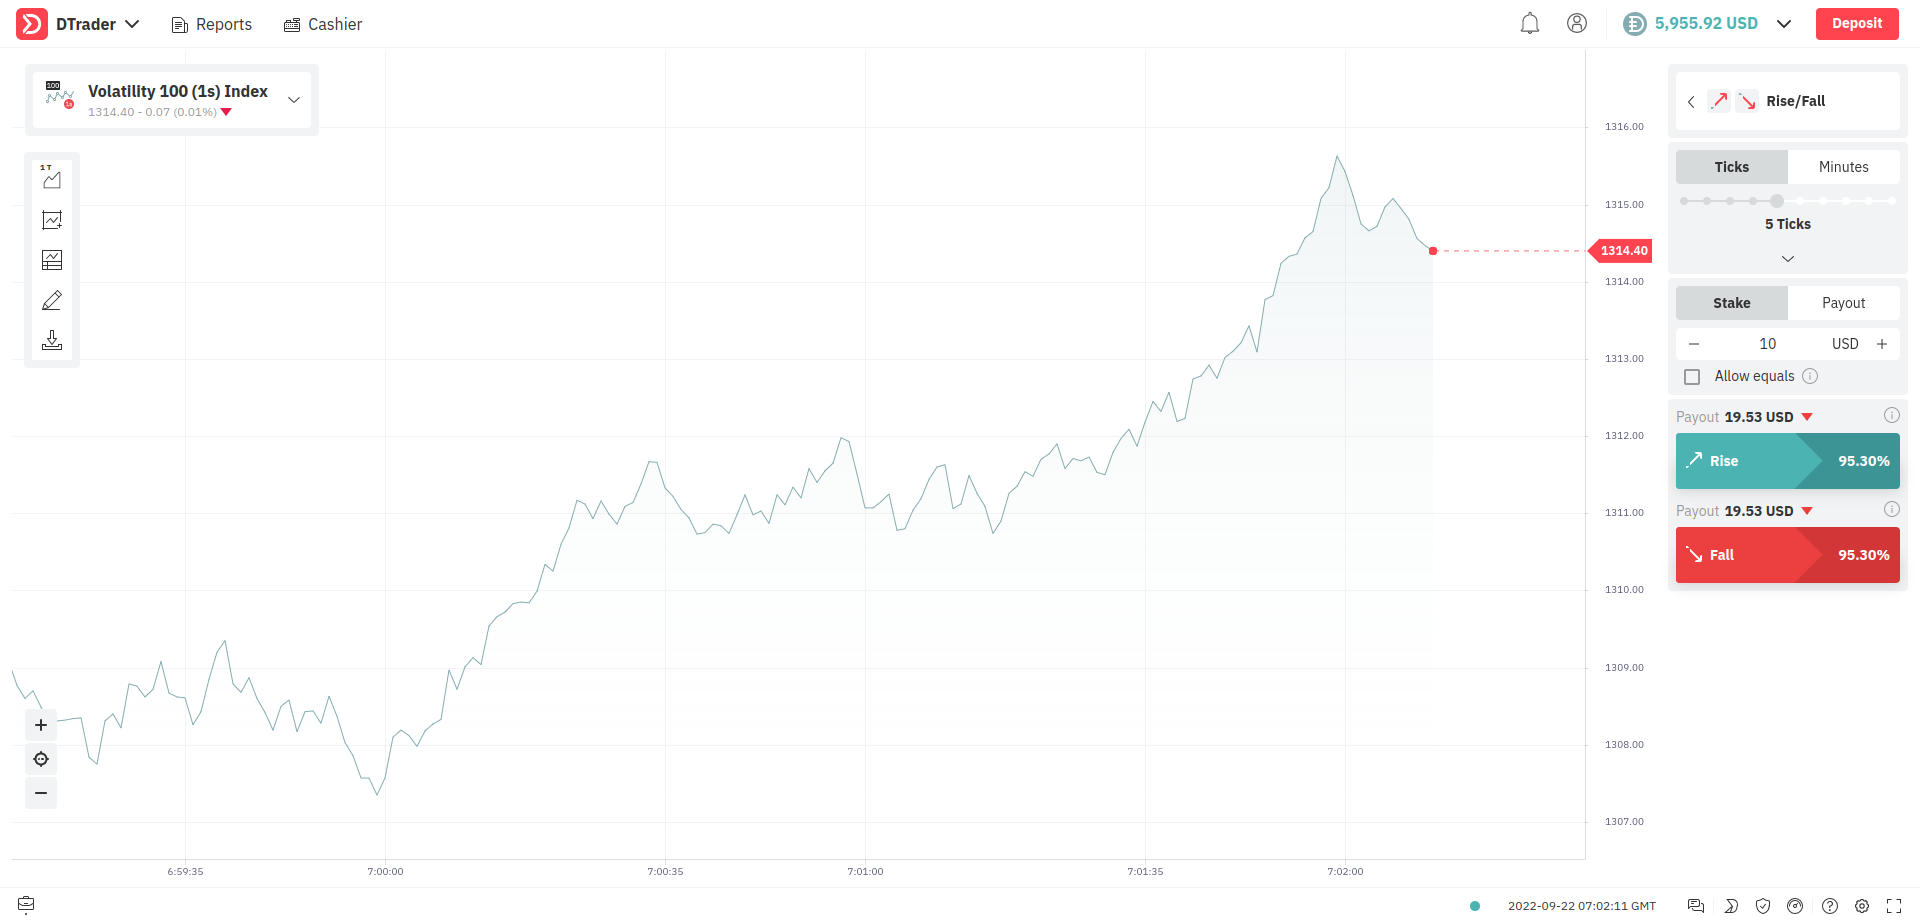 DTrader
Reports
Cashier
5,955.92 USD
Deposit
100
1s
Volatility 100 (1s) Index
1314.40 - 0.07 (0.01%)
1T
1316.00
1315.00
1314.40
1314.00
1313.00
1312.00
1311.00
1310.00
1309.00
1308.00
1307.00
6:59:35
7:00:00
7:00:35
7:01:00
7:01:35
7:02:00
Rise/Fall
Ticks
Minutes
5 Ticks
Stake
Payout
− 10 USD +
Allow equals
Payout 19.53 USD
Rise 95.30%
Payout 19.53 USD
Fall 95.30%
2022-09-22 07:02:11 GMT